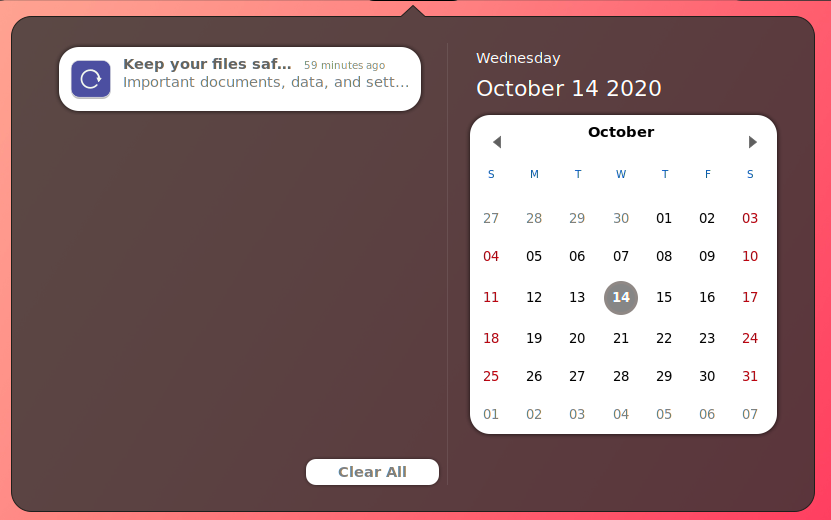 Keep your files saf... 59 minutes ago
Important documents, data, and sett...
Clear All
Wednesday
October 14 2020
October
S M T W T F S
27 28 29 30 01 02 03
04 05 06 07 08 09 10
11 12 13 14 15 16 17
18 19 20 21 22 23 24
25 26 27 28 29 30 31
01 02 03 04 05 06 07